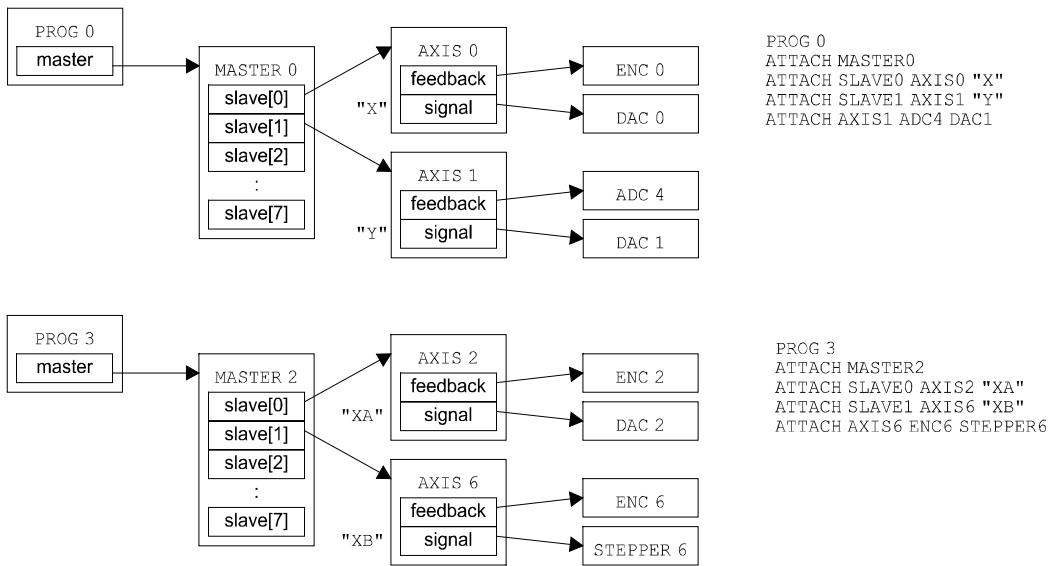 PROG 0
master
MASTER 0
slave[0]
slave[1]
slave[2]
:
slave[7]
"X"
AXIS 0
feedback
signal
ENC 0
DAC 0
"Y"
AXIS 1
feedback
signal
ADC 4
DAC 1
PROG 0
ATTACH MASTER0
ATTACH SLAVE0 AXIS0 "X"
ATTACH SLAVE1 AXIS1 "Y"
ATTACH AXIS1 ADC4 DAC1
PROG 3
master
MASTER 2
slave[0]
slave[1]
slave[2]
:
slave[7]
"XA"
AXIS 2
feedback
signal
ENC 2
DAC 2
"XB"
AXIS 6
feedback
signal
ENC 6
STEPPER 6
PROG 3
ATTACH MASTER2
ATTACH SLAVE0 AXIS2 "XA"
ATTACH SLAVE1 AXIS6 "XB"
ATTACH AXIS6 ENC6 STEPPER6